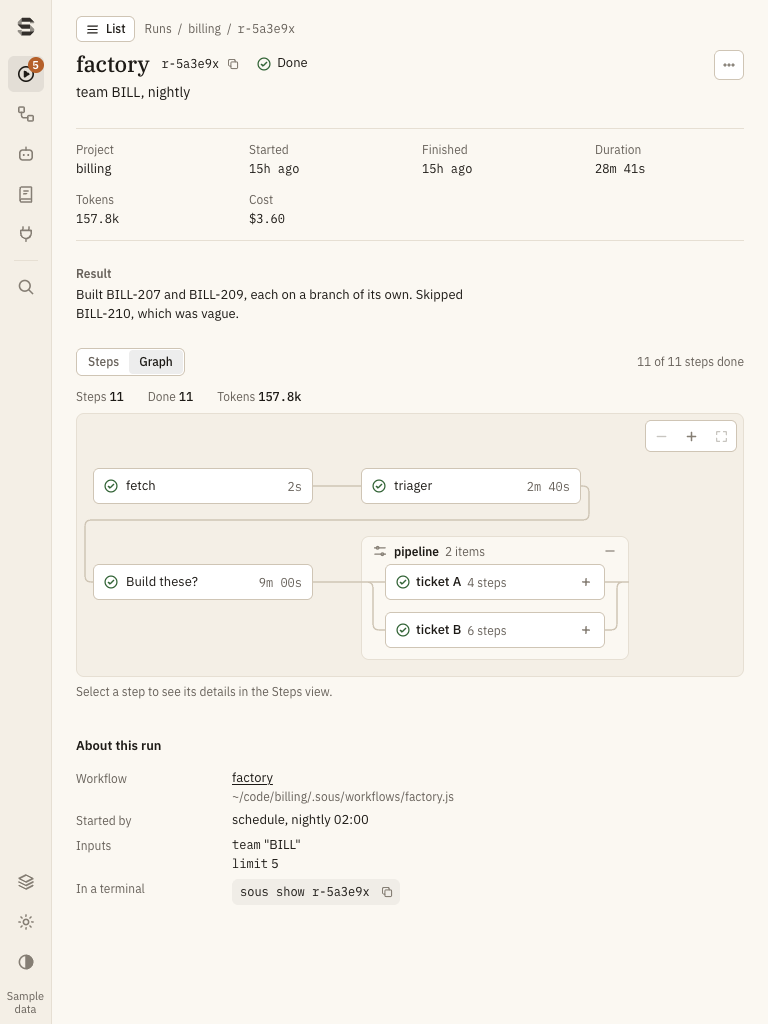 5
List
Runs / billing / r-5a3e9x
factory r-5a3e9x Done
team BILL, nightly
Project Started Finished Duration
billing 15h ago 15h ago 28m 41s
Tokens Cost
157.8k $3.60
Result
Built BILL-207 and BILL-209, each on a branch of its own. Skipped
BILL-210, which was vague.
Steps Graph 11 of 11 steps done
Steps 11 Done 11 Tokens 157.8k
fetch 2s triager 2m 40s
pipeline 2 items
Build these? 9m 00s ticket A 4 steps
ticket B 6 steps
Select a step to see its details in the Steps view.
About this run
Workflow factory
~/code/billing/.sous/workflows/factory.js
Started by schedule, nightly 02:00
Inputs team "BILL"
limit 5
In a terminal sous show r-5a3e9x
Sample
data